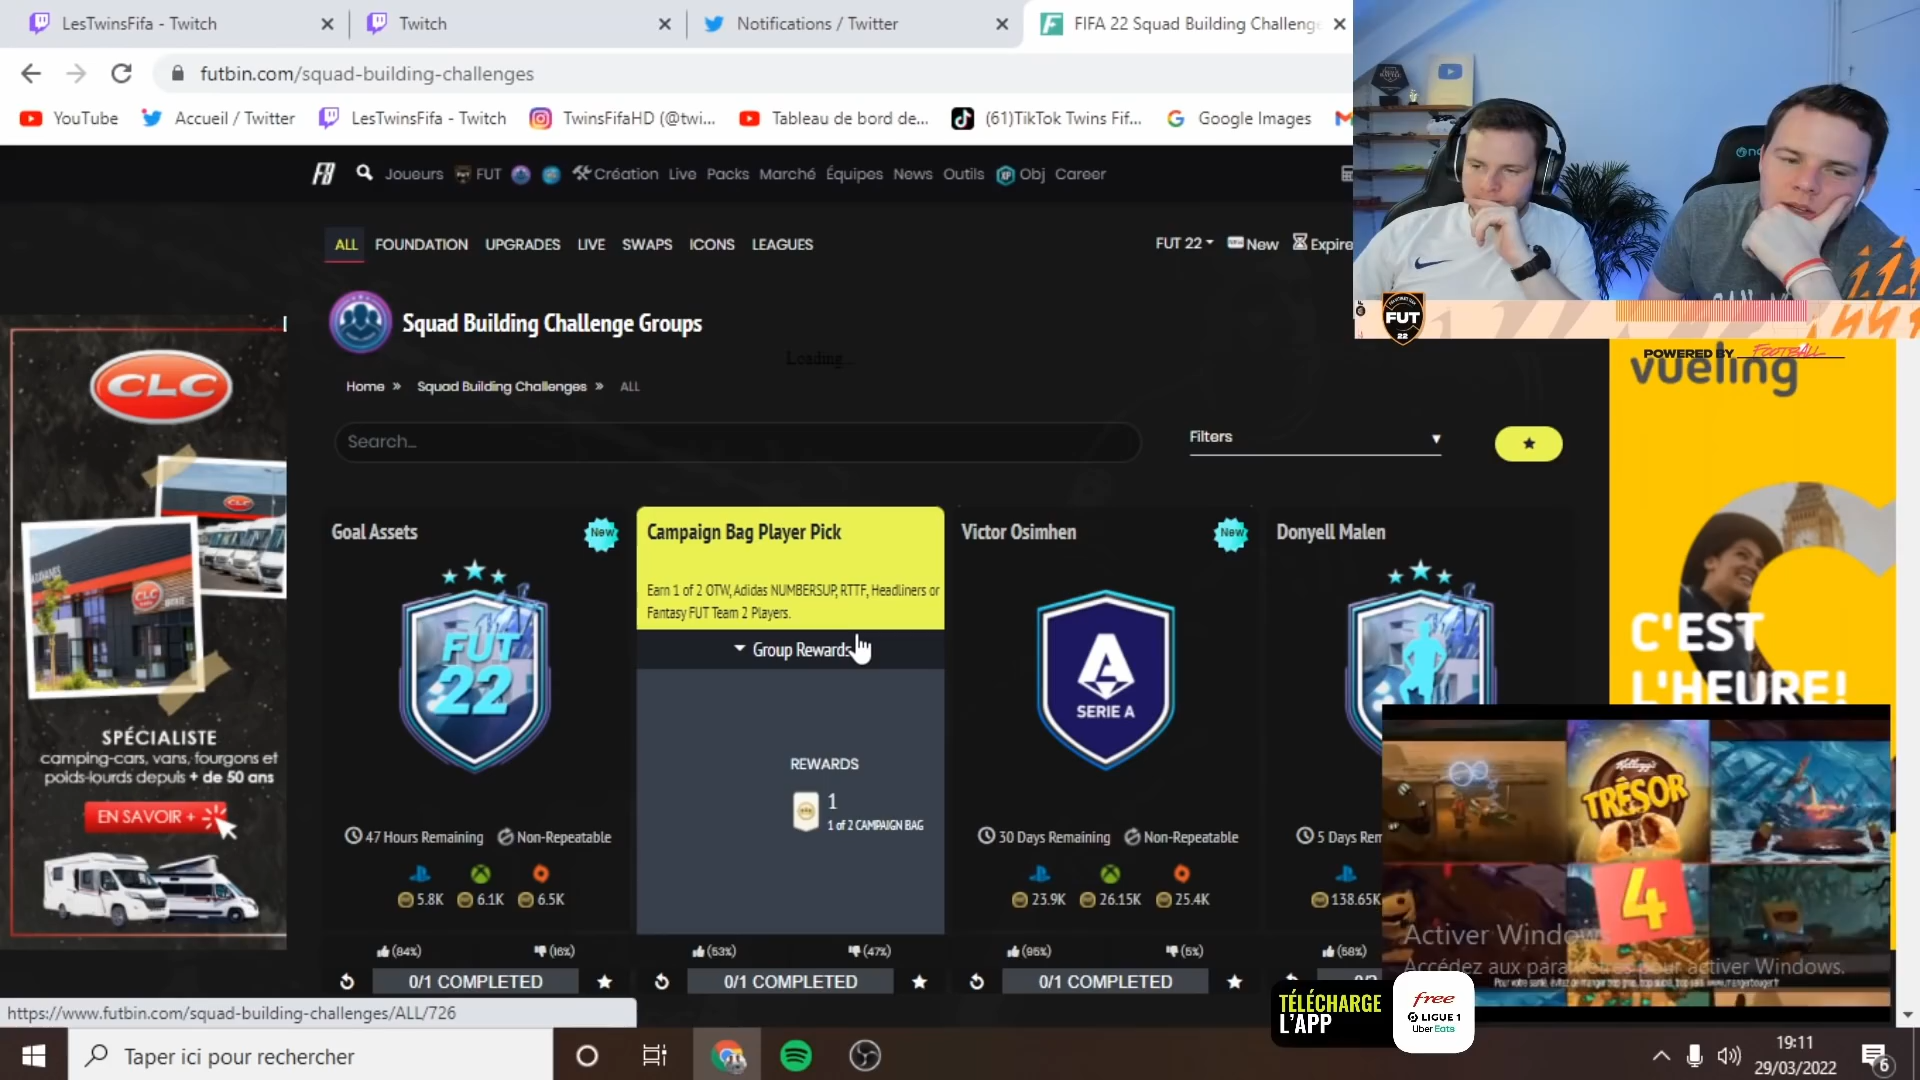 LesTwinsFifa - Twitch
Twitch
Notifications / Twitter
FIFA 22 Squad Building Challenge
futbin.com/squad-building-challenges
YouTube
Accueil / Twitter
LesTwinsFifa - Twitch
TwinsFifaHD (@twi...
Tableau de bord de...
(61)TikTok Twins Fif...
Google Images
Joueurs
FUT
Création
Live
Packs
Marché
Équipes
News
Outils
Obj
Career
ALL
FOUNDATION
UPGRADES
LIVE
SWAPS
ICONS
LEAGUES
FUT 22
New
Expire
FUT
22
POWERED BY FOOTBALL
Squad Building Challenge Groups
Loading...
Home » Squad Building Challenges » ALL
Search...
Filters
CLC
CLC
CLC
SPÉCIALISTE
camping-cars, vans, fourgons et
poids-lourds depuis + de 50 ans
EN SAVOIR +
vueling
C'EST
L'HEURE!
Goal Assets
New
FUT
22
47 Hours Remaining
Non-Repeatable
5.8K
6.1K
6.5K
(84%)
(16%)
0/1 COMPLETED
Campaign Bag Player Pick
Earn 1 of 2 OTW, Adidas NUMBERSUP, RTTF, Headliners or
Fantasy FUT Team 2 Players.
Group Rewards
REWARDS
1
1 of 2 CAMPAIGN BAG
(53%)
(47%)
0/1 COMPLETED
Victor Osimhen
New
SERIE A
30 Days Remaining
Non-Repeatable
23.9K
26.15K
25.4K
(95%)
(5%)
0/1 COMPLETED
Donyell Malen
5 Days Rem
138.65K
(58%)
Kellogg's
TRÉSOR
4
Activer Windows
Accédez aux paramètres pour activer Windows.
TÉLÉCHARGE
L'APP
free
LIGUE 1
Uber Eats
https://www.futbin.com/squad-building-challenges/ALL/726
Taper ici pour rechercher
19:11
29/03/2022
6